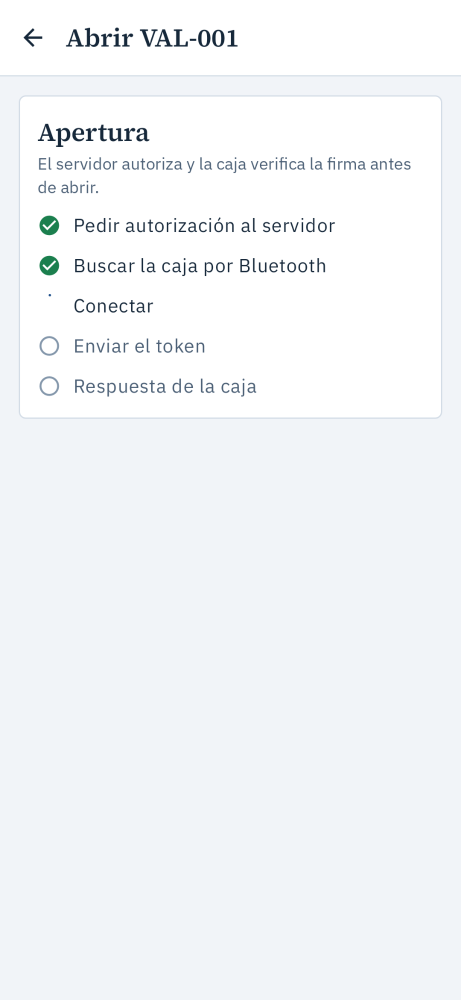 Abrir VAL-001
Apertura
El servidor autoriza y la caja verifica la firma antes
de abrir.
Pedir autorización al servidor
Buscar la caja por Bluetooth
Conectar
Enviar el token
Respuesta de la caja